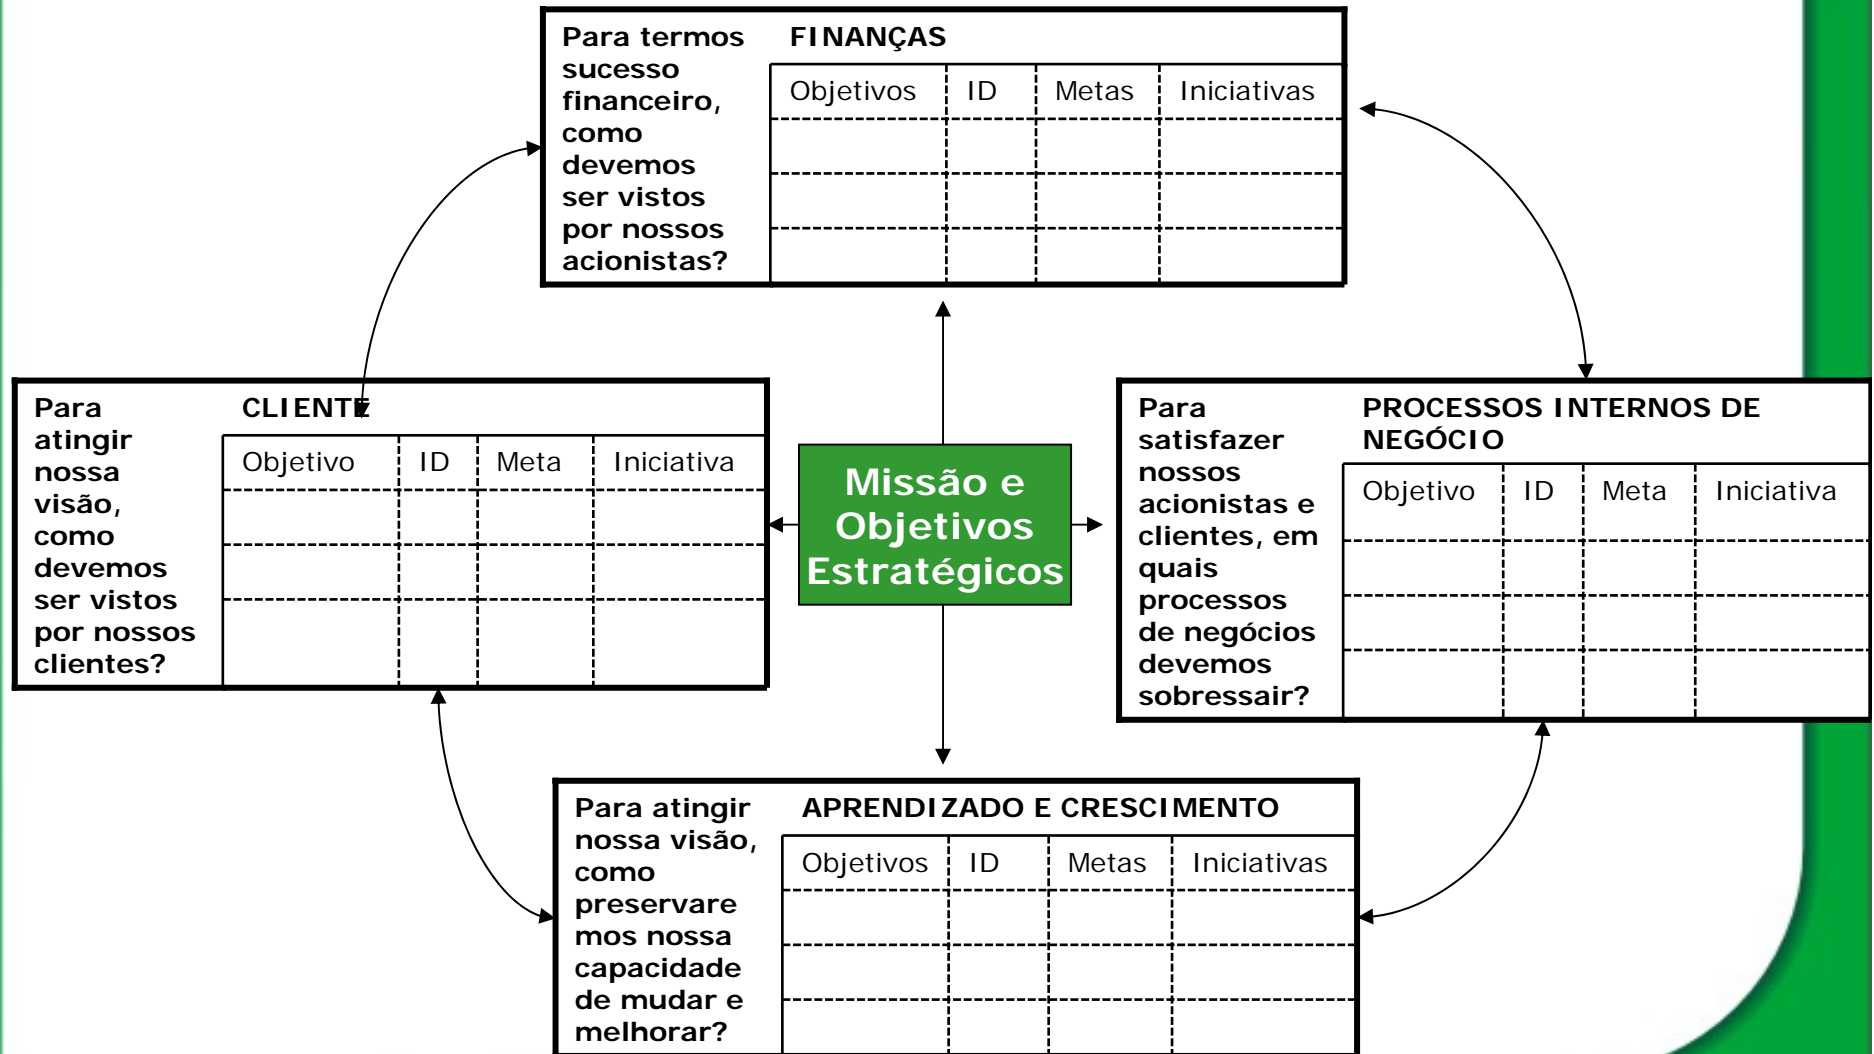 Para termos
sucesso
financeiro,
como
devemos
ser vistos
por nossos
acionistas?
FINANÇAS
Objetivos ID Metas Iniciativas
Para
atingir
nossa
visão,
como
devemos
ser vistos
por nossos
clientes?
CLIENTE
Objetivo ID Meta Iniciativa
Missão e
Objetivos
Estratégicos
Para
satisfazer
nossos
acionistas e
clientes, em
quais
processos
de negócios
devemos
sobressair?
PROCESSOS INTERNOS DE
NEGÓCIO
Objetivo ID Meta Iniciativa
Para atingir
nossa visão,
como
preservare
mos nossa
capacidade
de mudar e
melhorar?
APRENDIZADO E CRESCIMENTO
Objetivos ID Metas Iniciativas